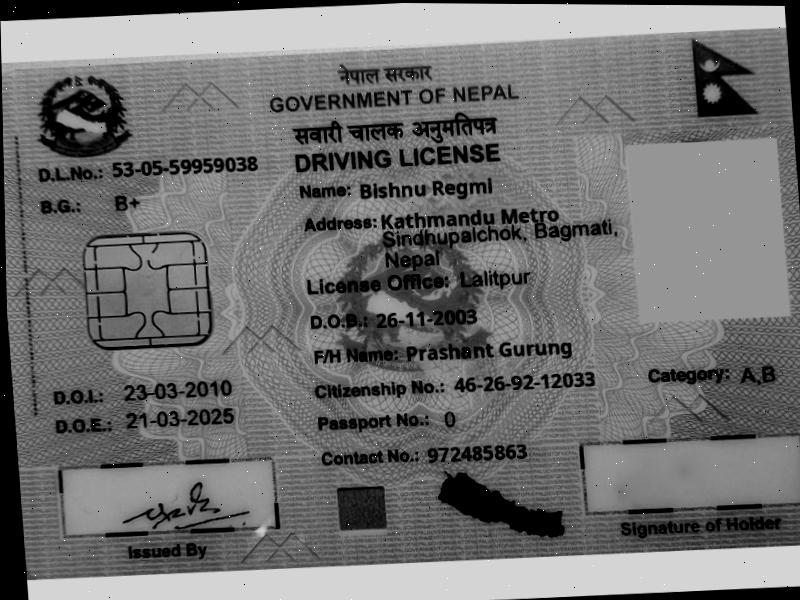 नेपाल सरकार
GOVERNMENT OF NEPAL
सवारी चालक अनुमतिपत्र
DRIVING LICENSE
D.L.No.: 53-05-59959038
B.G.: B+
Name: Bishnu Regmi
Address: Kathmandu Metro
Sindhupalchok, Bagmati,
Nepal
License Office: Lalitpur
D.O.B.: 26-11-2003
F/H Name: Prashant Gurung
D.O.I.: 23-03-2010
Citizenship No.: 46-26-92-12033
Category: A,B
D.O.E.: 21-03-2025
Passport No.: 0
Contact No.: 972485863
Issued By
Signature of Holder